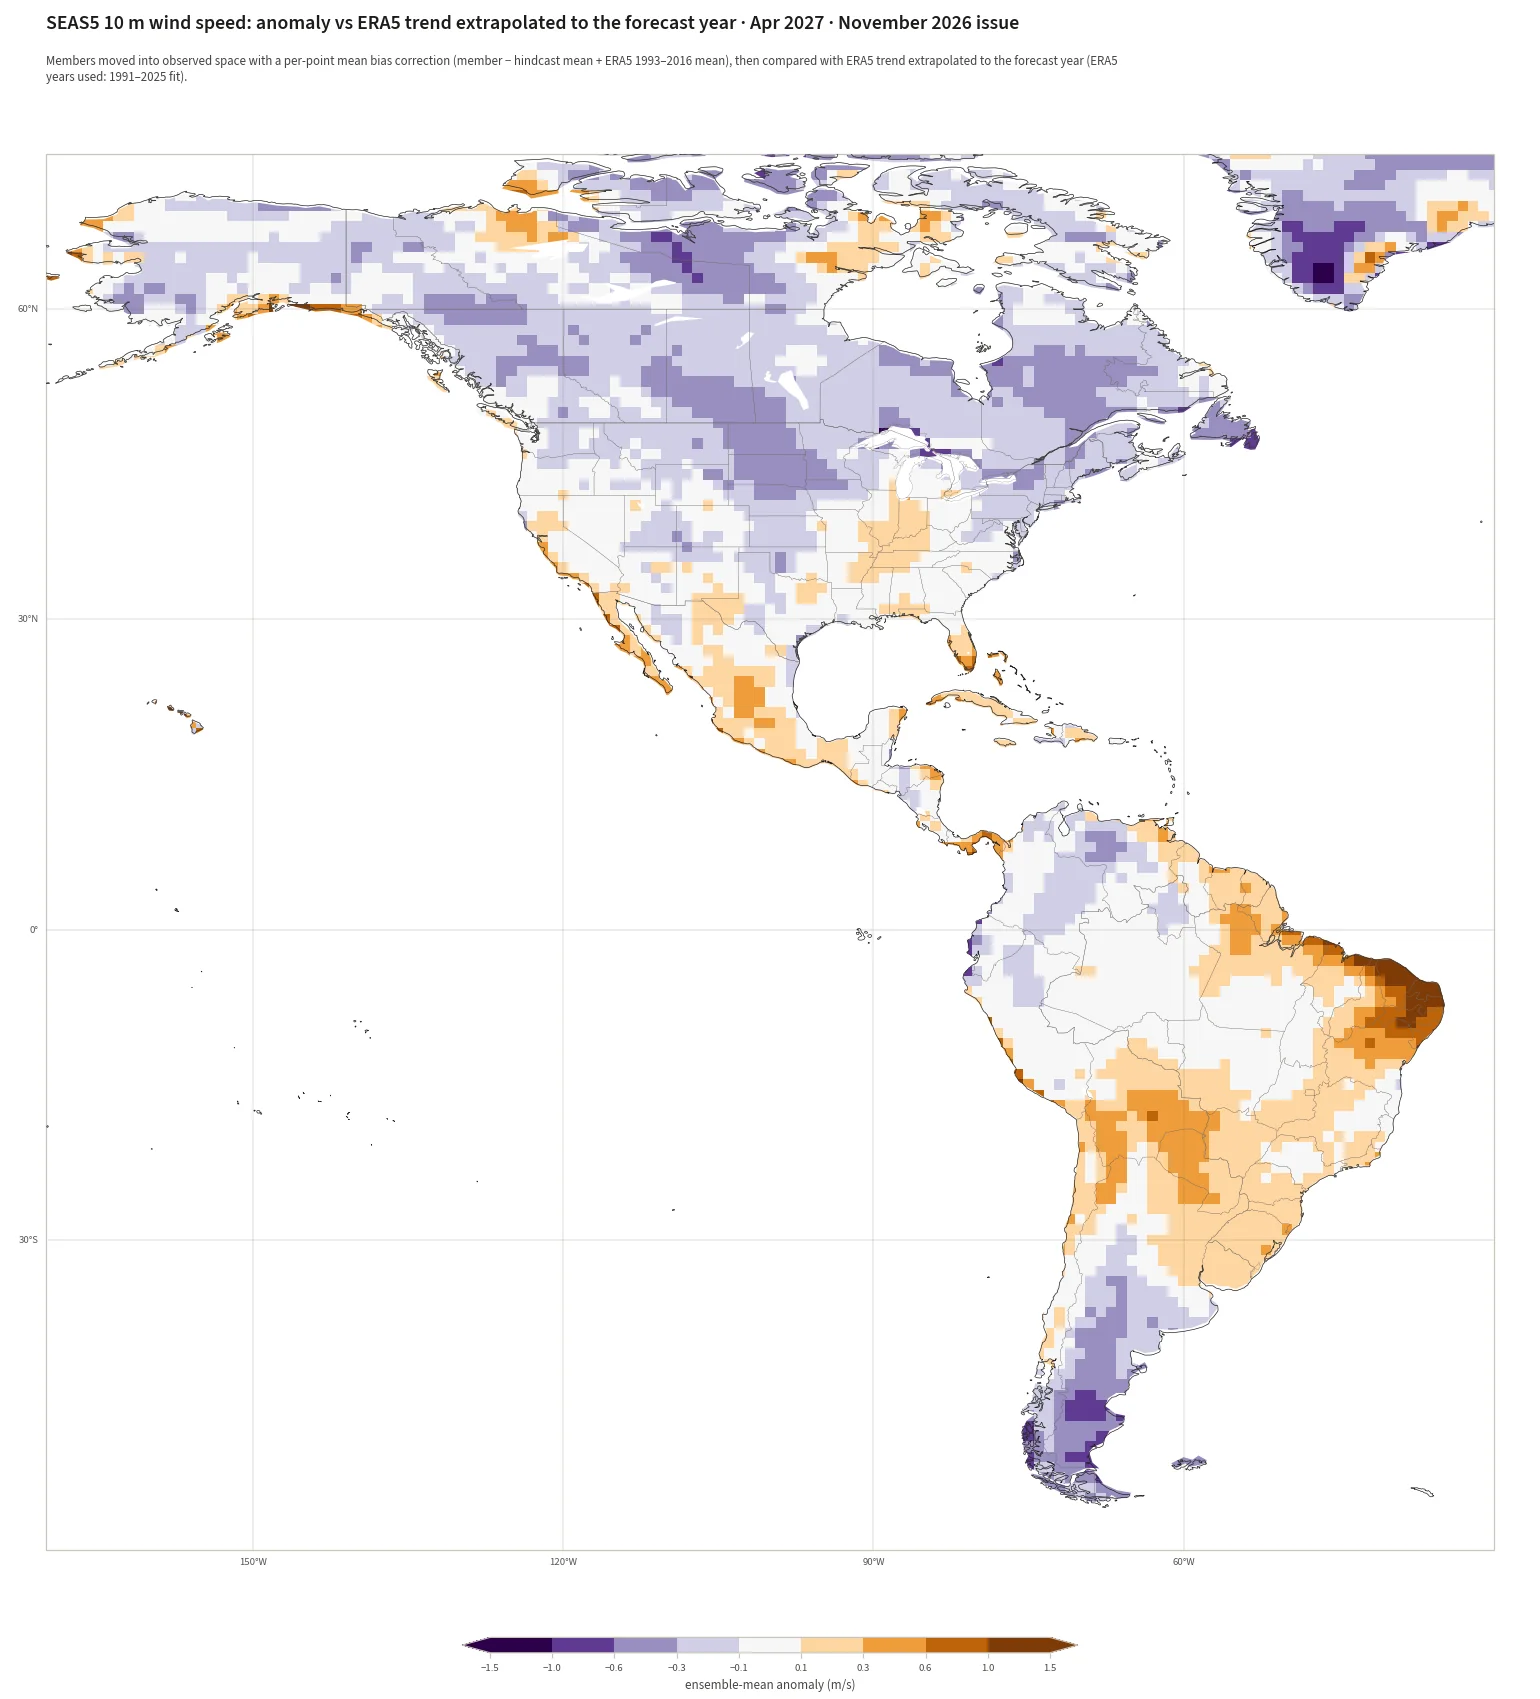 SEAS5 10 m wind speed: anomaly vs ERA5 trend extrapolated to the forecast year · Apr 2027 · November 2026 issue
Members moved into observed space with a per-point mean bias correction (member − hindcast mean + ERA5 1993–2016 mean), then compared with ERA5 trend extrapolated to the forecast year (ERA5
years used: 1991–2025 fit).
60°N
30°N
0°
30°S
150°W 120°W 90°W 60°W
−1.5 −1.0 −0.6 −0.3 −0.1 0.1 0.3 0.6 1.0 1.5
ensemble-mean anomaly (m/s)